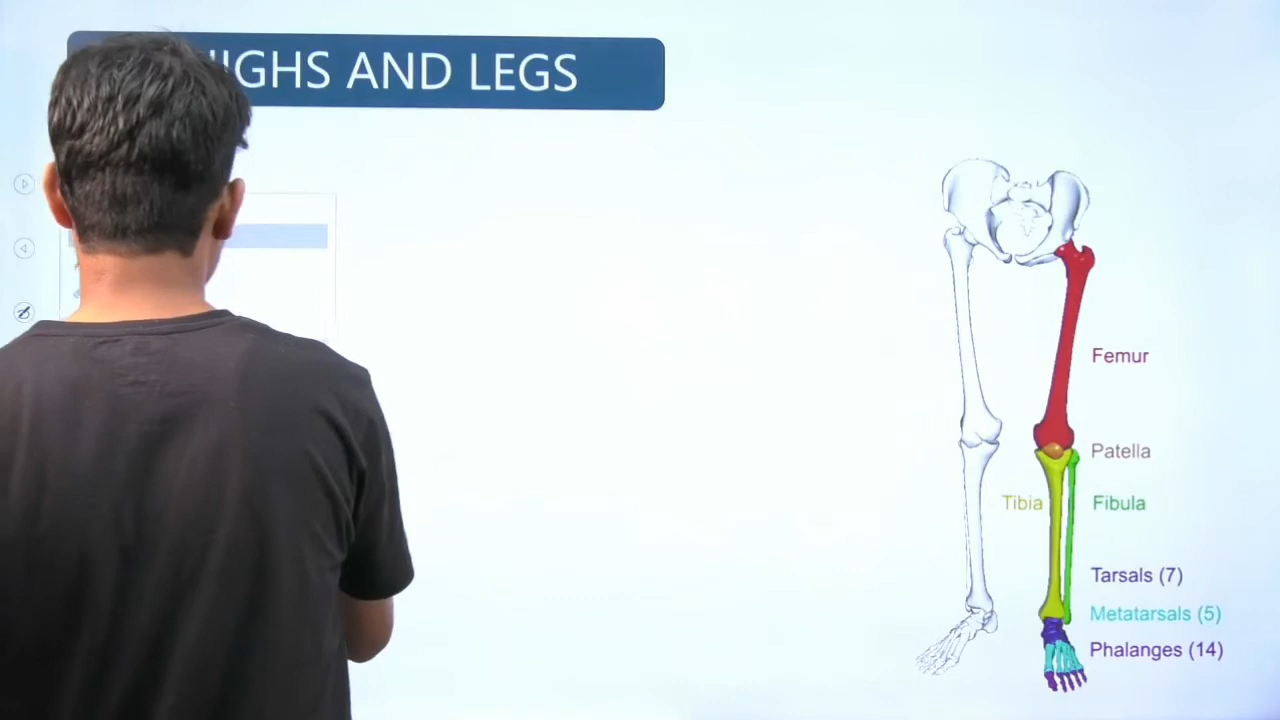 IGHS AND LEGS
Femur
Patella
Tibia
Fibula
Tarsals (7)
Metatarsals (5)
Phalanges (14)